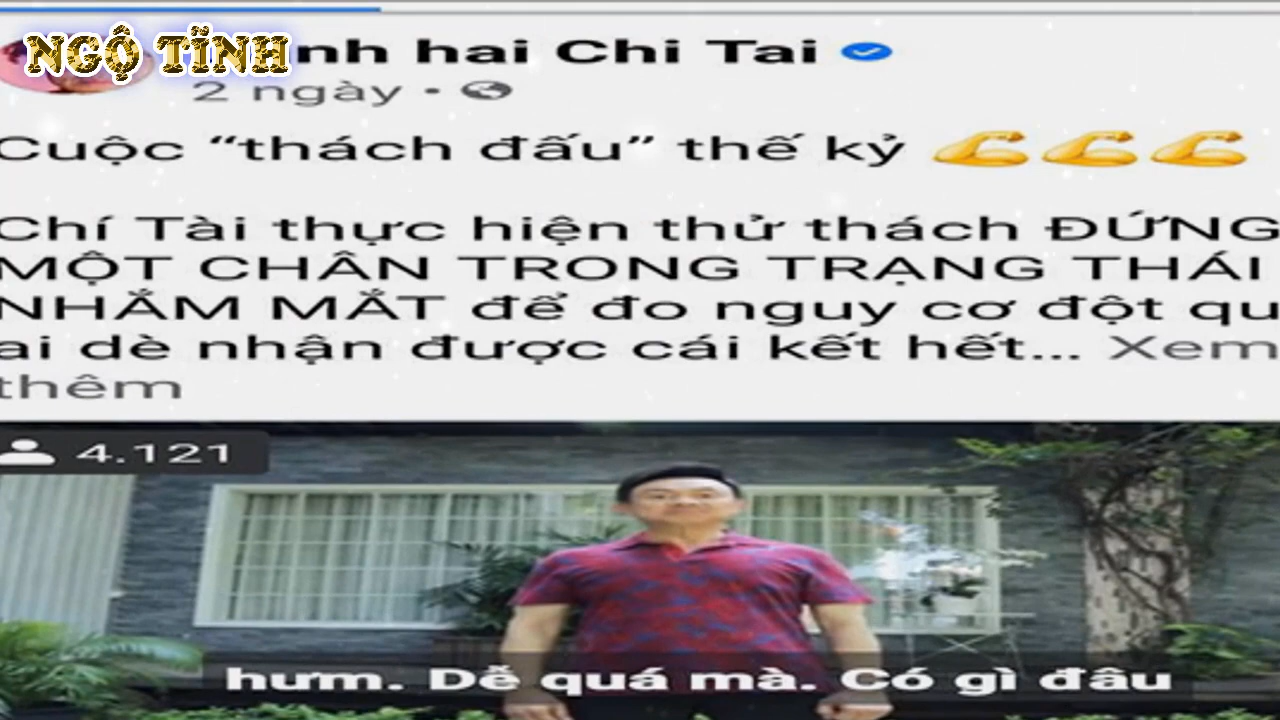 NGỘ TĨNH
nh hai Chi Tai
2 ngày
Cuộc “thách đấu” thế kỷ 💪💪💪
Chí Tài thực hiện thử thách ĐỨNG
MỘT CHÂN TRONG TRẠNG THÁI
NHẮM MẮT để đo nguy cơ đột qu
ai dè nhận được cái kết hết... Xem
thêm
4.121
hưm. Dễ quá mà. Có gì đâu